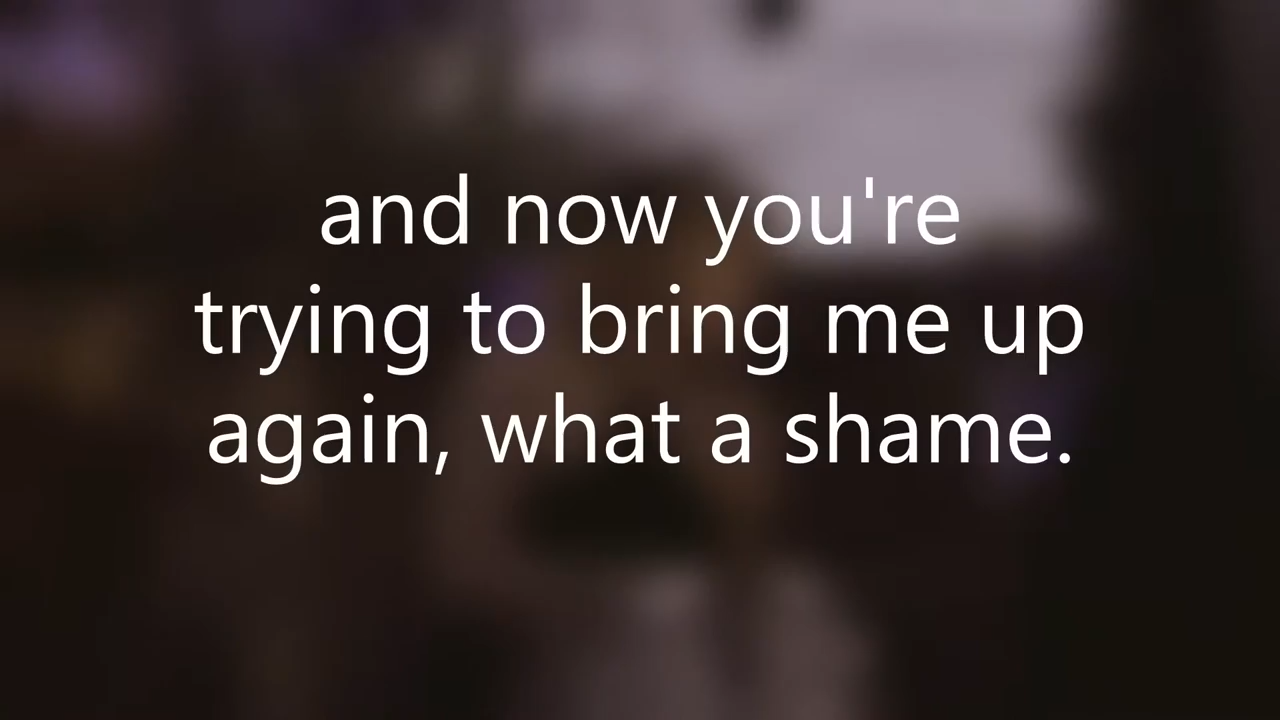 and now you're
trying to bring me up
again, what a shame.